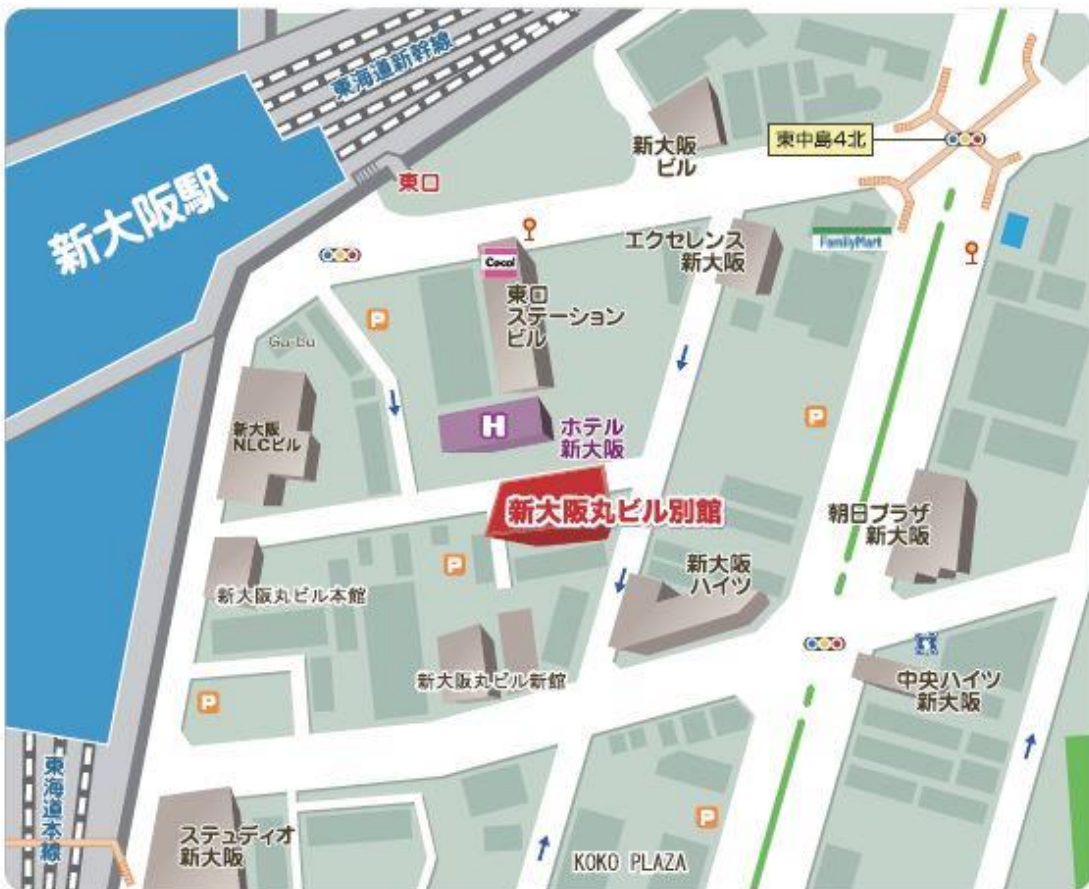 東海道新幹線
新大阪駅
東口
新大阪
ビル
東中島4北
エクセレンス
新大阪
FamilyMart
Cocoi
東口
ステーション
ビル
P
Ga-bu
新大阪
NLCビル
H
ホテル
新大阪
P
新大阪丸ビル別館
朝日プラザ
新大阪
P
新大阪
ハイツ
新大阪丸ビル本館
新大阪丸ビル新館
中央ハイツ
新大阪
P
東海道本線
ステュディオ
新大阪
P
KOKO PLAZA